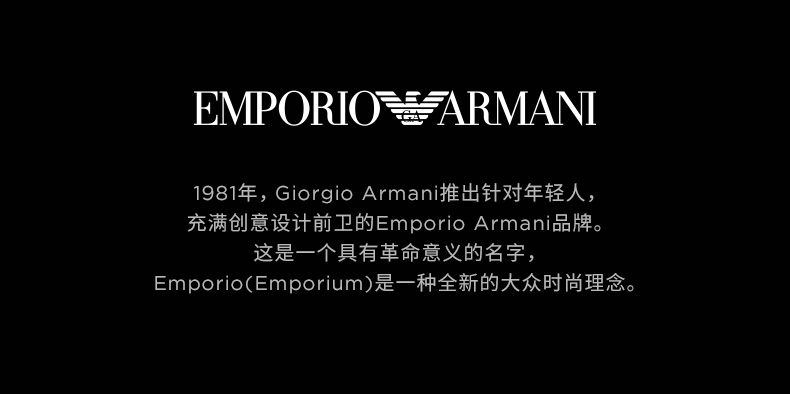 EMPORIO GA ARMANI
1981年，Giorgio Armani推出针对年轻人，
充满创意设计前卫的Emporio Armani品牌。
这是一个具有革命意义的名字，
Emporio(Emporium)是一种全新的大众时尚理念。